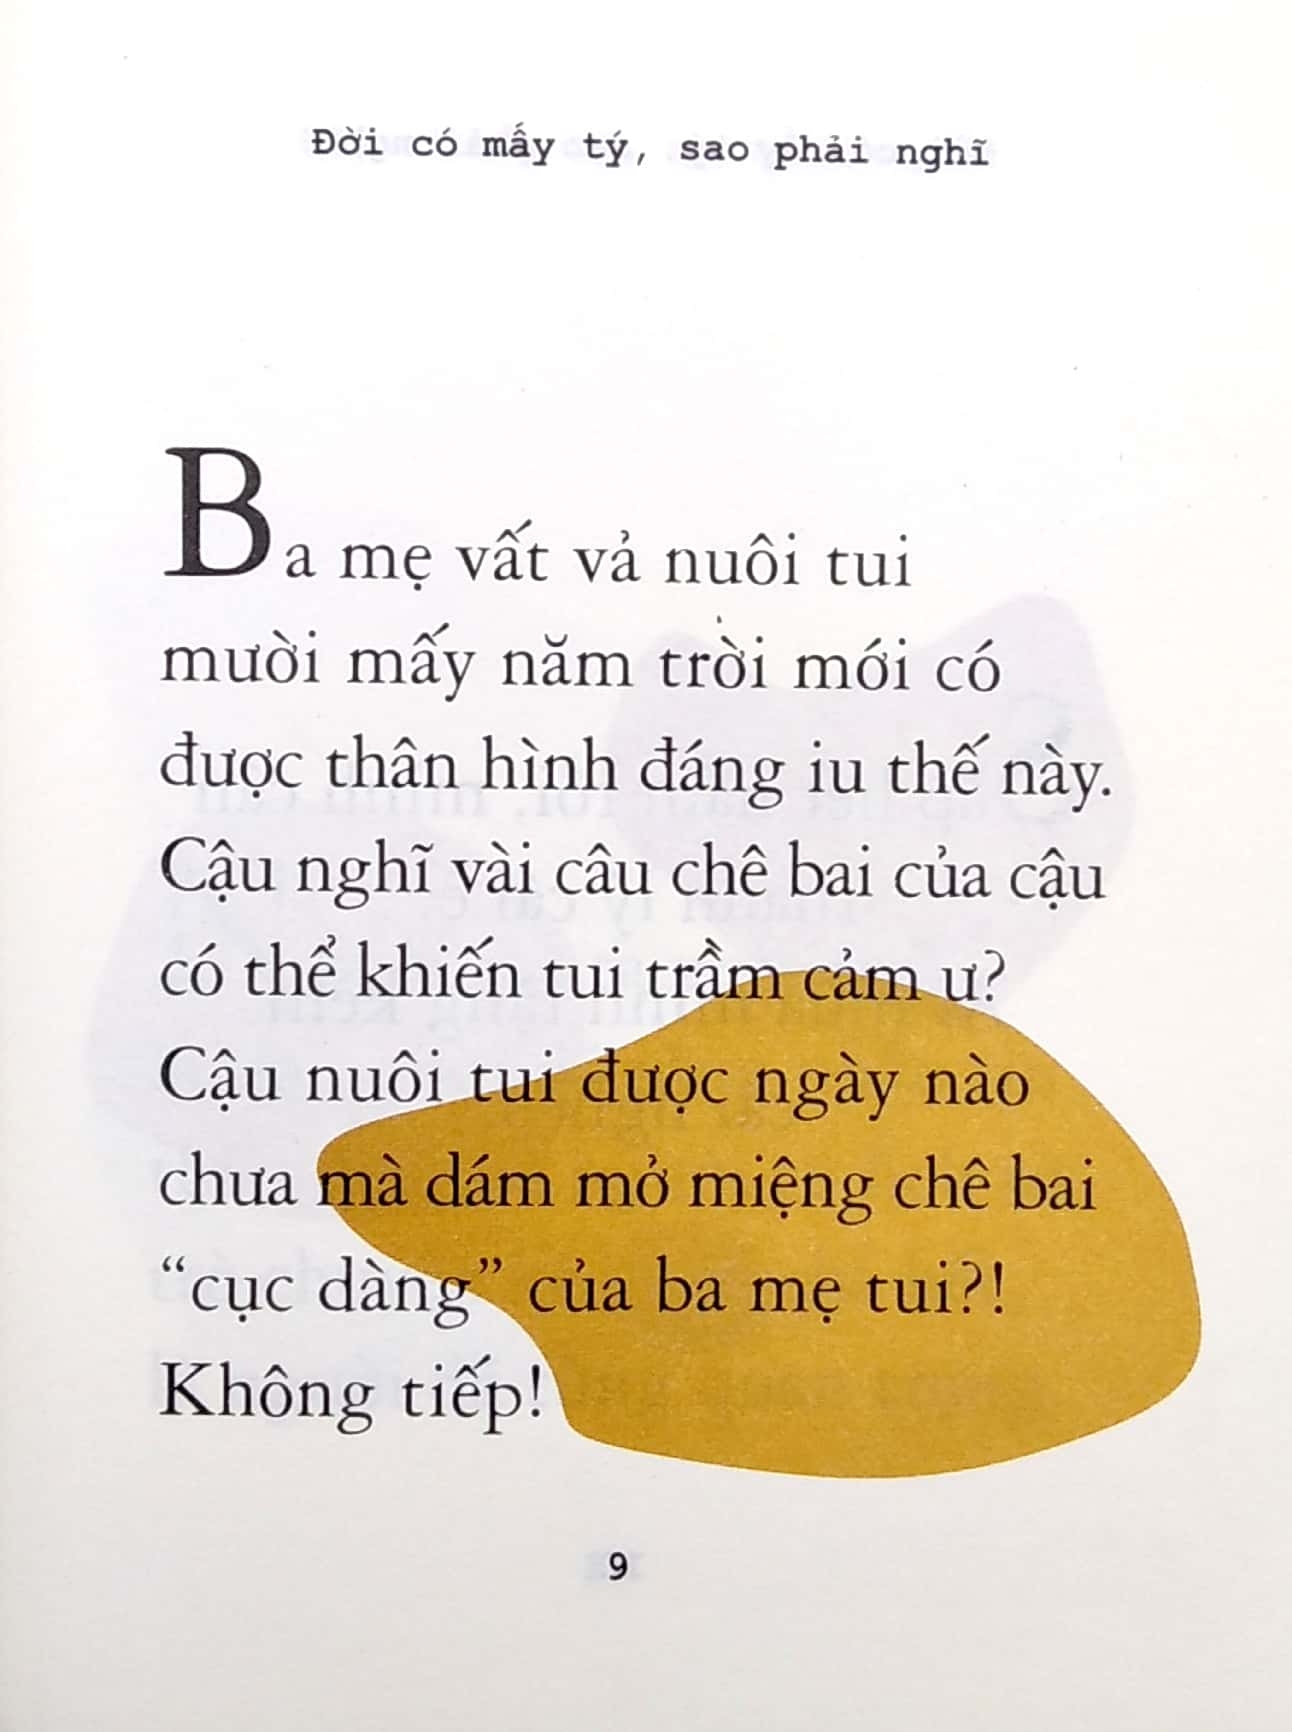 Đời có mấy tý, sao phải nghĩ
Ba mẹ vất vả nuôi tui
mười mấy năm trời mới có
được thân hình đáng iu thế này.
Cậu nghĩ vài câu chê bai của cậu
có thể khiến tui trầm cảm ư?
Cậu nuôi tui được ngày nào
chưa mà dám mở miệng chê bai
“cục dàng” của ba mẹ tui?!
Không tiếp!
9